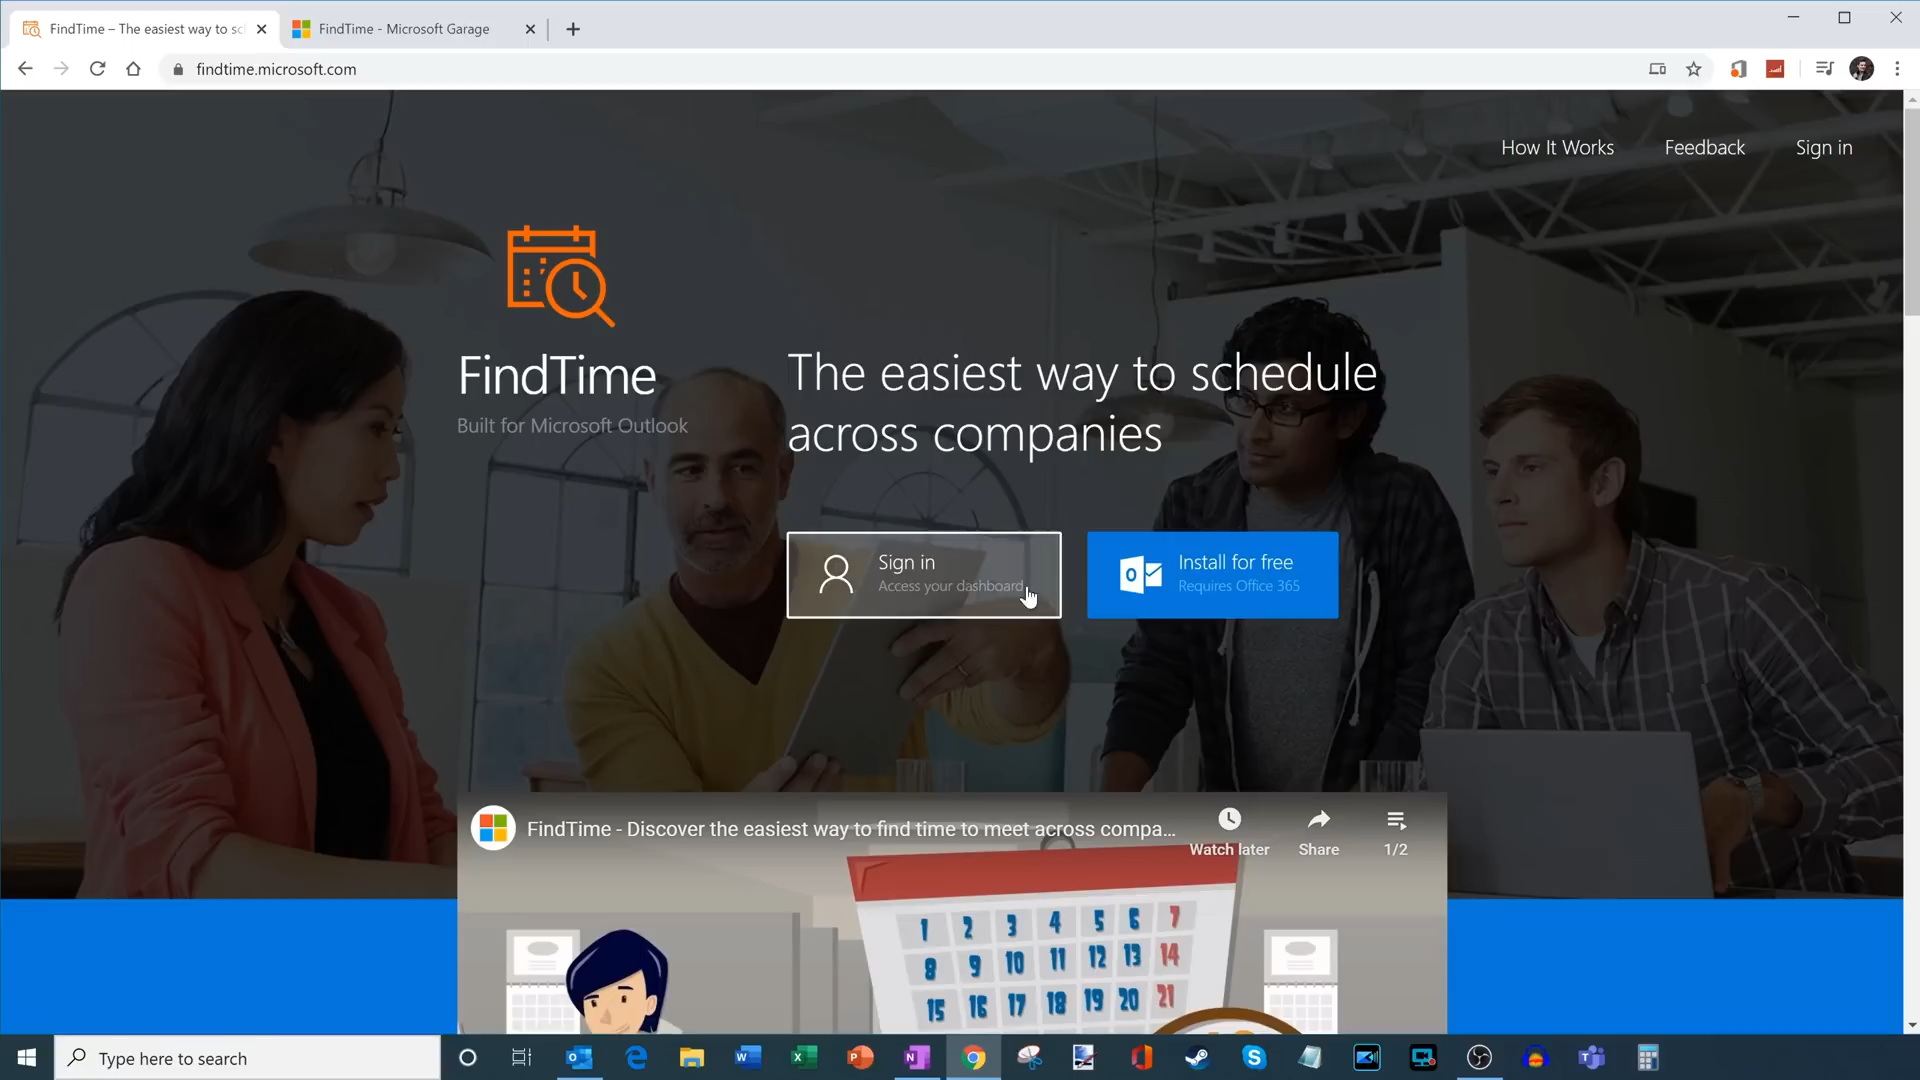 FindTime – The easiest way to sc
FindTime - Microsoft Garage
findtime.microsoft.com
How It Works
Feedback
Sign in
FindTime
Built for Microsoft Outlook
The easiest way to schedule
across companies
Sign in
Access your dashboard
Install for free
Requires Office 365
FindTime - Discover the easiest way to find time to meet across compa...
Watch later
Share
1/2
1 2 3 4 5 6 7
8 9 10 11 12 13 14
15 16 17 18 19 20 21
Type here to search